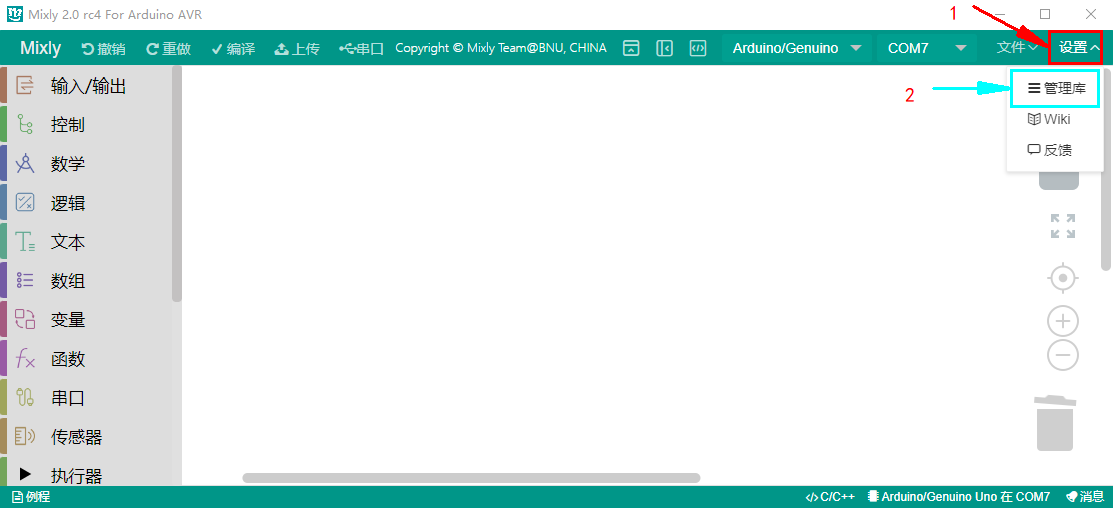 Mixly 2.0 rc4 For Arduino AVR
1
Mixly 撤销 重做 编译 上传 串口 Copyright © Mixly Team@BNU, CHINA Arduino/Genuino COM7 文件 设置
2
管理库
Wiki
反馈
输入/输出
控制
数学
逻辑
文本
数组
变量
函数
串口
传感器
执行器
例程 C/C++ Arduino/Genuino Uno 在 COM7 消息